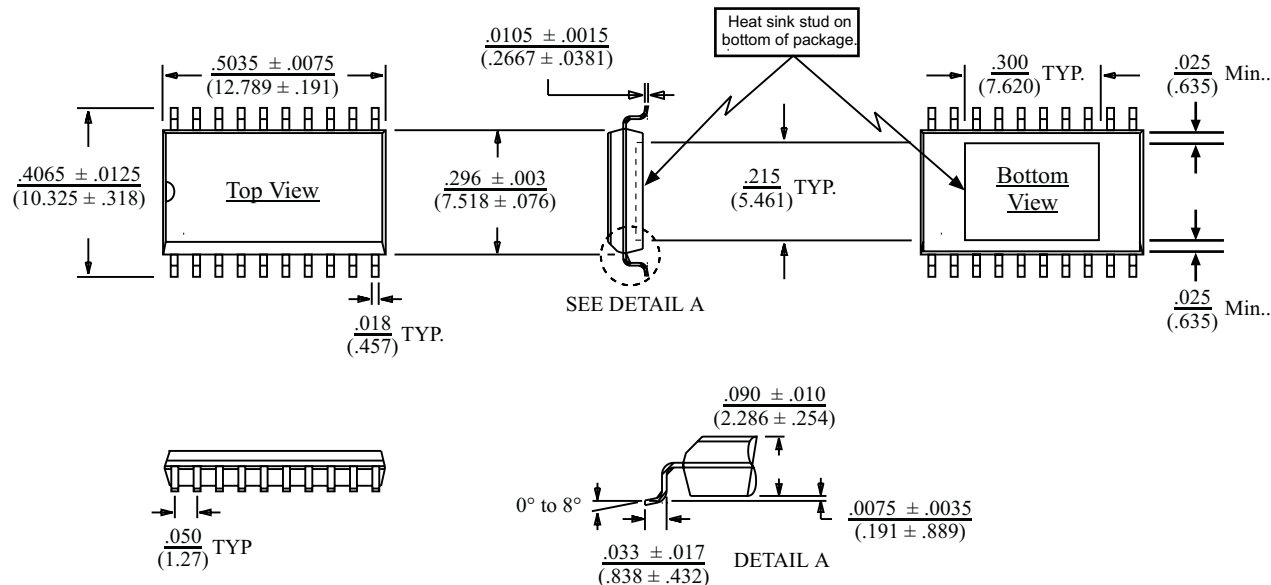 Heat sink stud on
bottom of package.
.0105 ± .0015
(.2667 ± .0381)
.5035 ± .0075
(12.789 ± .191)
.300 TYP.
(7.620)
.025 Min..
(.635)
.4065 ± .0125
(10.325 ± .318)
Top View
.296 ± .003
(7.518 ± .076)
.215 TYP.
(5.461)
Bottom
View
SEE DETAIL A
.018 TYP.
(.457)
.025 Min..
(.635)
.090 ± .010
(2.286 ± .254)
0° to 8°
.0075 ± .0035
(.191 ± .889)
.050 TYP
(1.27)
.033 ± .017
(.838 ± .432)
DETAIL A